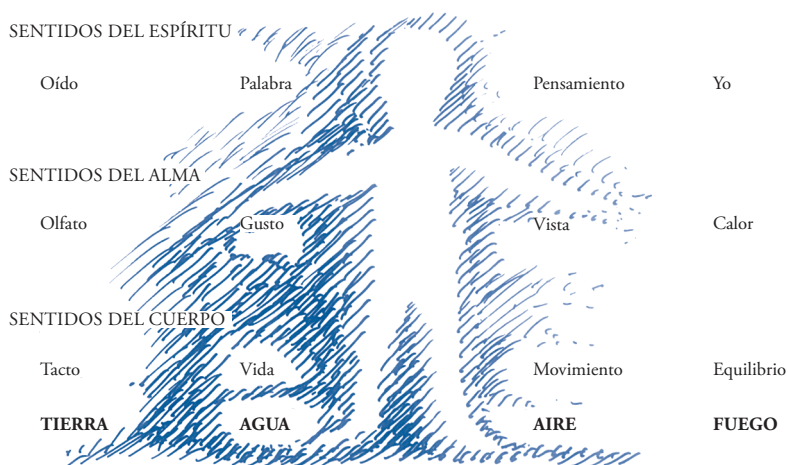 SENTIDOS DEL ESPÍRITU
Oído Palabra Pensamiento Yo
SENTIDOS DEL ALMA
Olfato Gusto Vista Calor
SENTIDOS DEL CUERPO
Tacto Vida Movimiento Equilibrio
TIERRA AGUA AIRE FUEGO